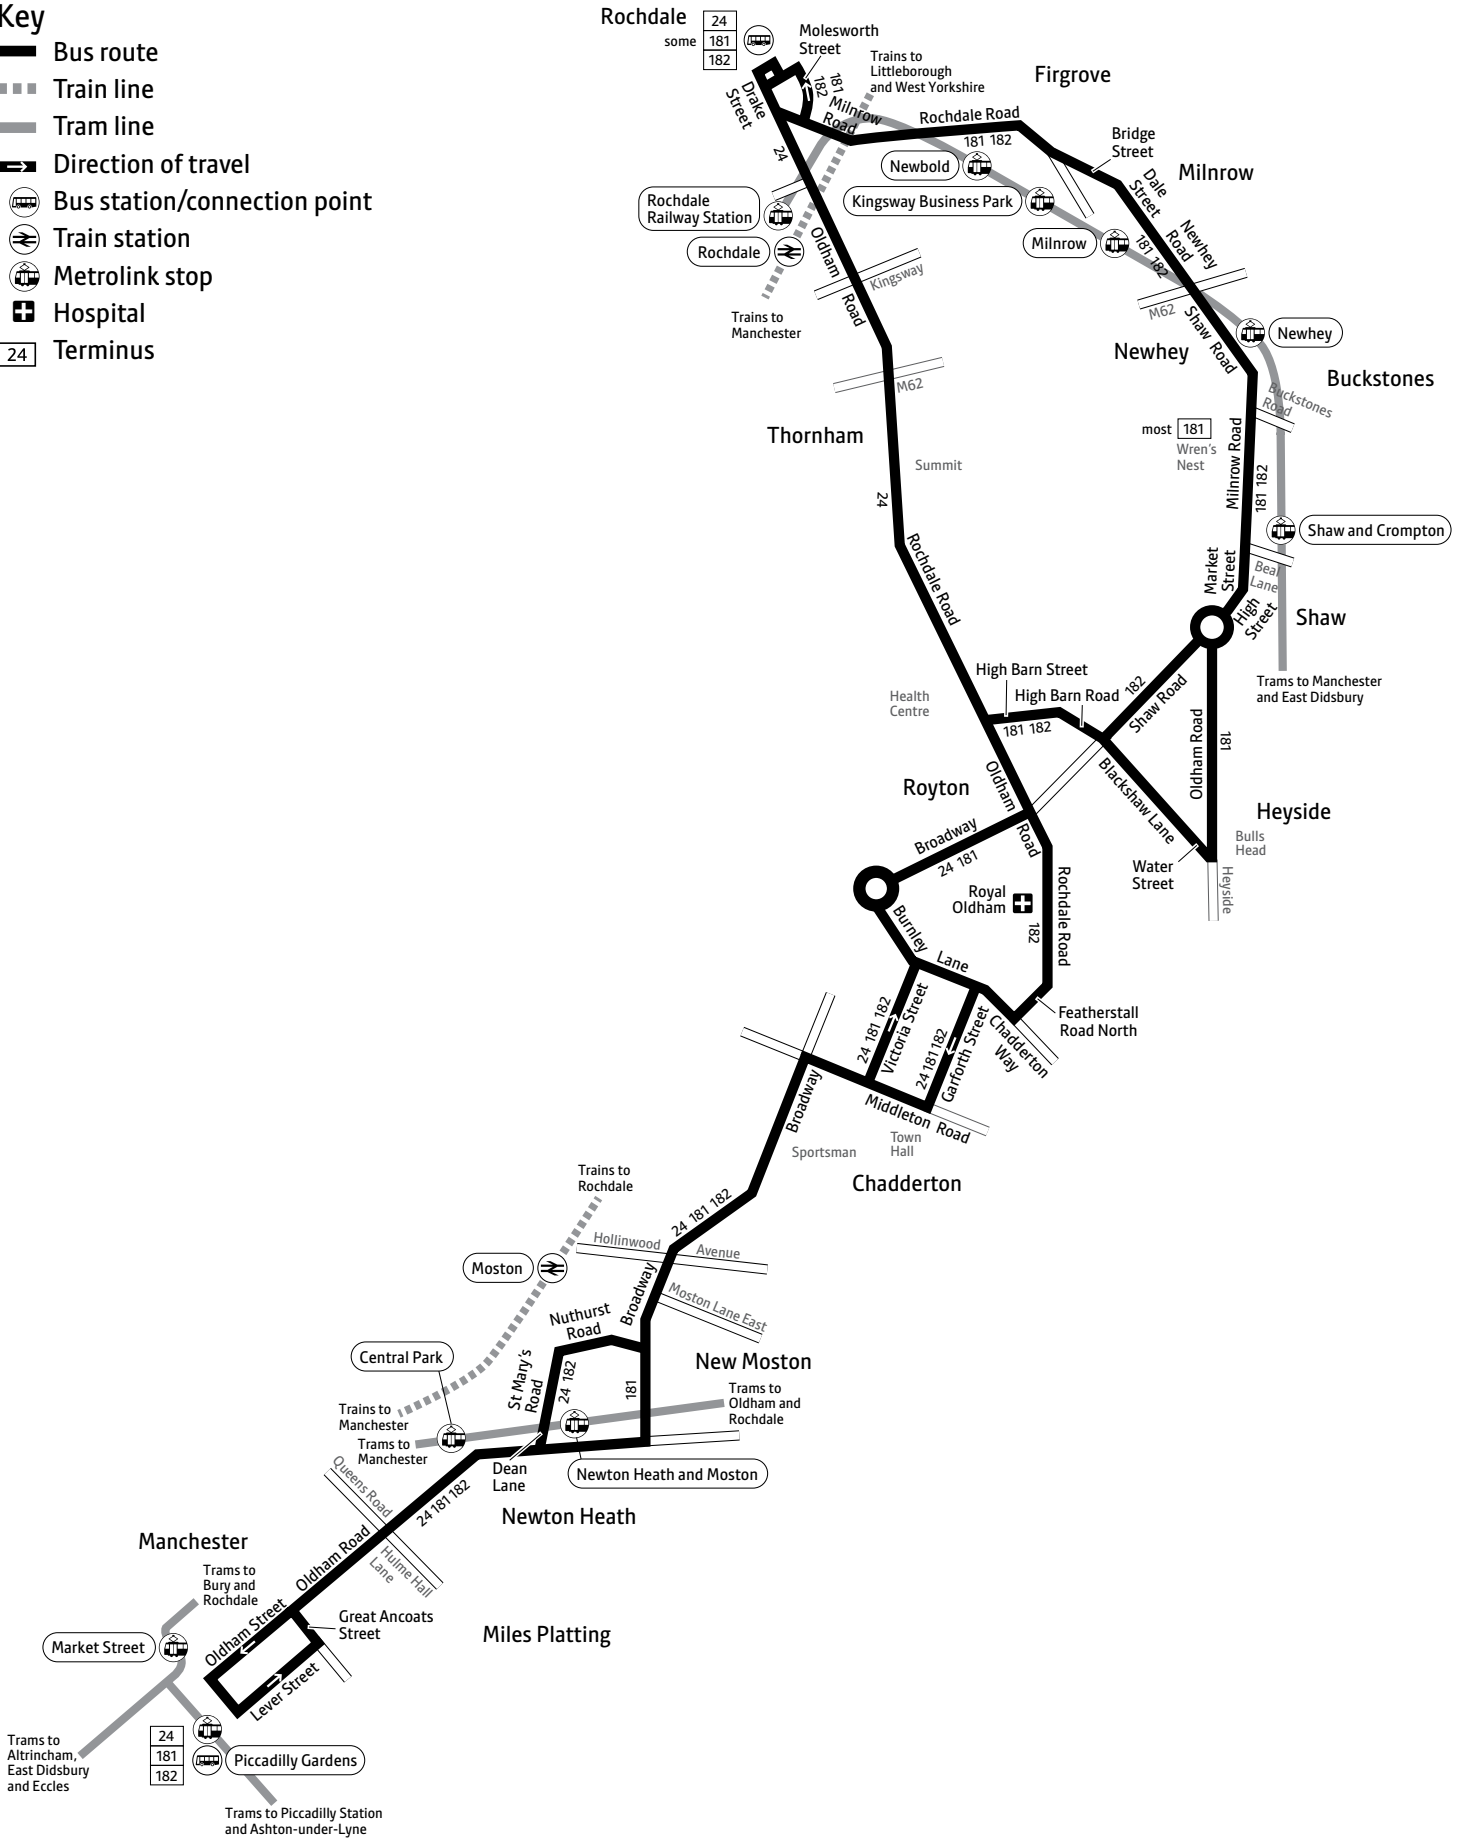 Key
Bus route
Train line
Tram line
Direction of travel
Bus station/connection point
Train station
Metrolink stop
Hospital
24
Terminus
Rochdale
some
24
181
182
Molesworth
Street
Trains to
Littleborough
and West Yorkshire
Firgrove
Drake
Street
181
182
Milnrow
Road
Rochdale Road
181 182
Bridge
Street
Milnrow
24
Newbold
Kingsway Business Park
Milnrow
Dale
Street
Newhey
Road
181 182
Rochdale
Railway Station
Rochdale
Oldham
Road
Kingsway
Trains to
Manchester
M62
Shaw Road
Newhey
Newhey
Buckstones
Buckstones
Road
M62
Thornham
Summit
24
most
181
Wren's
Nest
Milnrow Road
181 182
Shaw and Crompton
Market
Street
Beal
Lane
High
Street
Shaw
Trams to Manchester
and East Didsbury
Rochdale Road
Health
Centre
High Barn Street
High Barn Road
181 182
182
Shaw Road
Oldham Road
181
Blackshaw Lane
Heyside
Bulls
Head
Water
Street
Heyside
Royton
Oldham
Road
Broadway
24 181
Royal
Oldham
Rochdale Road
182
Burnley
Lane
Featherstall
Road North
Chadderton
Way
24 181 182
Victoria Street
24 181 182
Garforth Street
Middleton Road
Town
Hall
Broadway
Sportsman
Chadderton
24 181 182
Trains to
Rochdale
Hollinwood
Avenue
Moston
Broadway
Moston Lane East
Nuthurst
Road
New Moston
Central Park
St Mary's
Road
24 182
181
Trams to
Oldham and
Rochdale
Trains to
Manchester
Trams to
Manchester
Dean
Lane
Newton Heath and Moston
Newton Heath
Queens Road
24 181 182
Hulme Hall
Lane
Oldham Road
Manchester
Trams to
Bury and
Rochdale
Oldham Street
Great Ancoats
Street
Miles Platting
Market Street
Lever Street
Trams to
Altrincham,
East Didsbury
and Eccles
24
181
182
Piccadilly Gardens
Trams to Piccadilly Station
and Ashton-under-Lyne